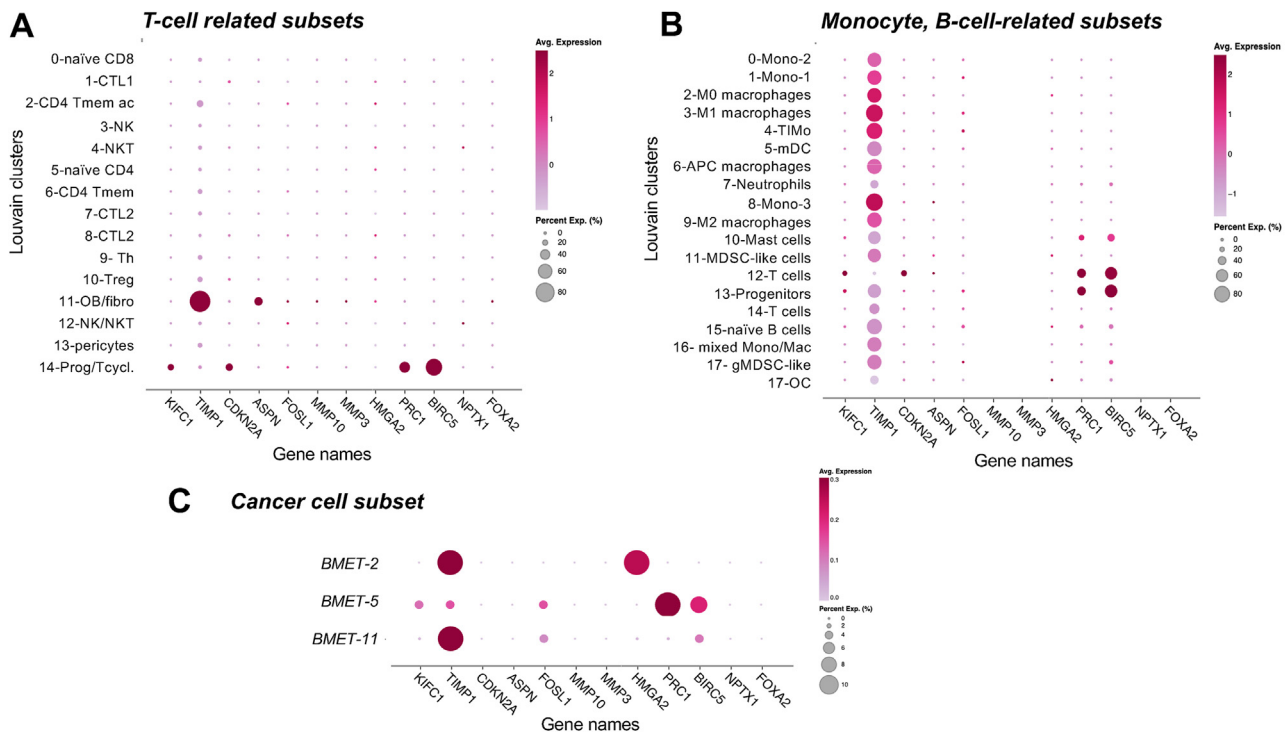 A
T-cell related subsets
Louvain clusters
0-naïve CD8
1-CTL1
2-CD4 Tmem ac
3-NK
4-NKT
5-naïve CD4
6-CD4 Tmem
7-CTL2
8-CTL2
9- Th
10-Treg
11-OB/fibro
12-NK/NKT
13-pericytes
14-Prog/Tcycl.
KIFC1 TIMP1 CDKN2A ASPN FOSL1 MMP10 MMP3 HMGA2 PRC1 BIRC5 NPTX1 FOXA2
Gene names
Avg. Expression
2
1
0
Percent Exp. (%)
0
20
40
60
80
B
Monocyte, B-cell-related subsets
Louvain clusters
0-Mono-2
1-Mono-1
2-M0 macrophages
3-M1 macrophages
4-TIMo
5-mDC
6-APC macrophages
7-Neutrophils
8-Mono-3
9-M2 macrophages
10-Mast cells
11-MDSC-like cells
12-T cells
13-Progenitors
14-T cells
15-naïve B cells
16- mixed Mono/Mac
17- gMDSC-like
17-OC
KIFC1 TIMP1 CDKN2A ASPN FOSL1 MMP10 MMP3 HMGA2 PRC1 BIRC5 NPTX1 FOXA2
Gene names
Avg. Expression
2
1
0
−1
Percent Exp. (%)
0
20
40
60
80
C
Cancer cell subset
BMET-2
BMET-5
BMET-11
KIFC1 TIMP1 CDKN2A ASPN FOSL1 MMP10 MMP3 HMGA2 PRC1 BIRC5 NPTX1 FOXA2
Gene names
Avg. Expression
0.3
0.2
0.1
0.0
Percent Exp. (%)
0
2
4
6
8
10